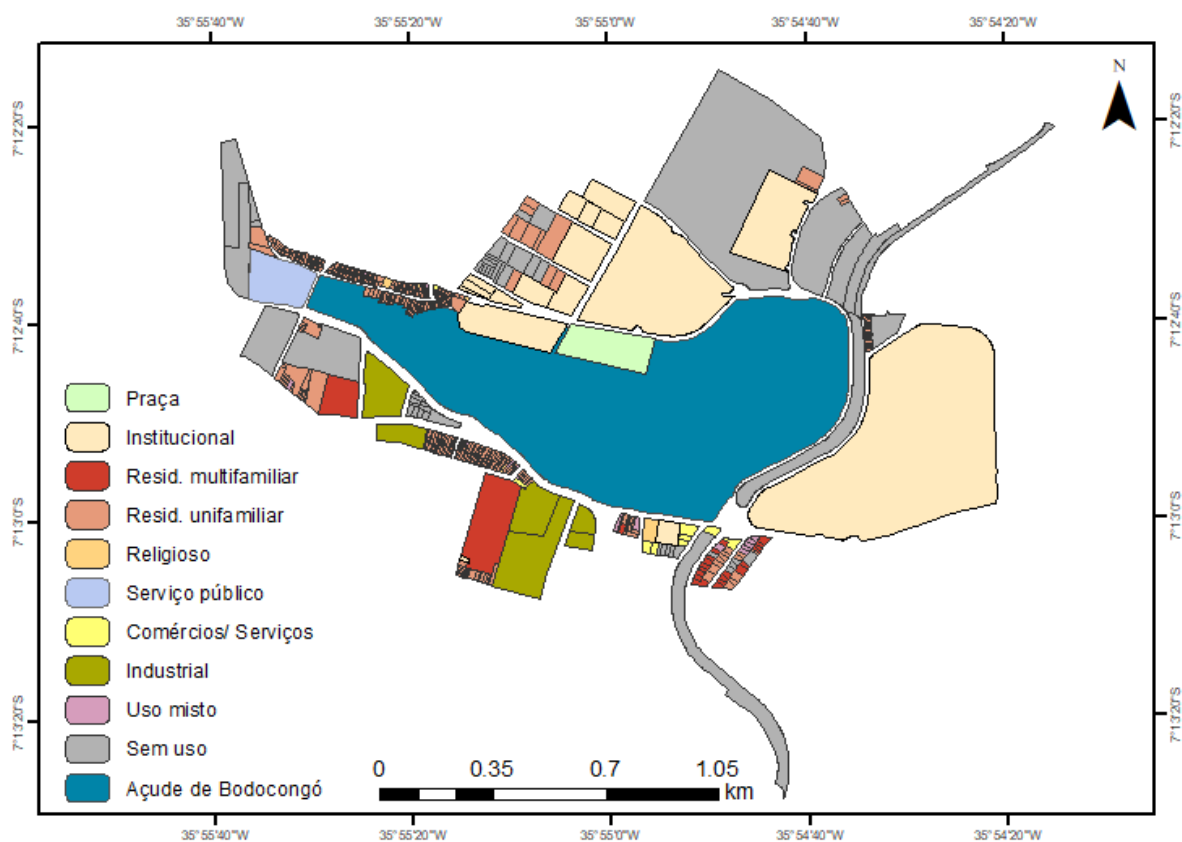 35°55'40"W 35°55'20"W 35°55'0"W 35°54'40"W 35°54'20"W
N
7°12'20"S 7°12'20"S
7°12'40"S 7°12'40"S
Praça
Institucional
Resid. multifamiliar
Resid. unifamiliar
7°13'0"S 7°13'0"S
Religioso
Serviço público
Comércios/ Serviços
Industrial
Uso misto
7°13'20"S 7°13'20"S
Sem uso
Açude de Bodocongó
0 0.35 0.7 1.05
km
35°55'40"W 35°55'20"W 35°55'0"W 35°54'40"W 35°54'20"W